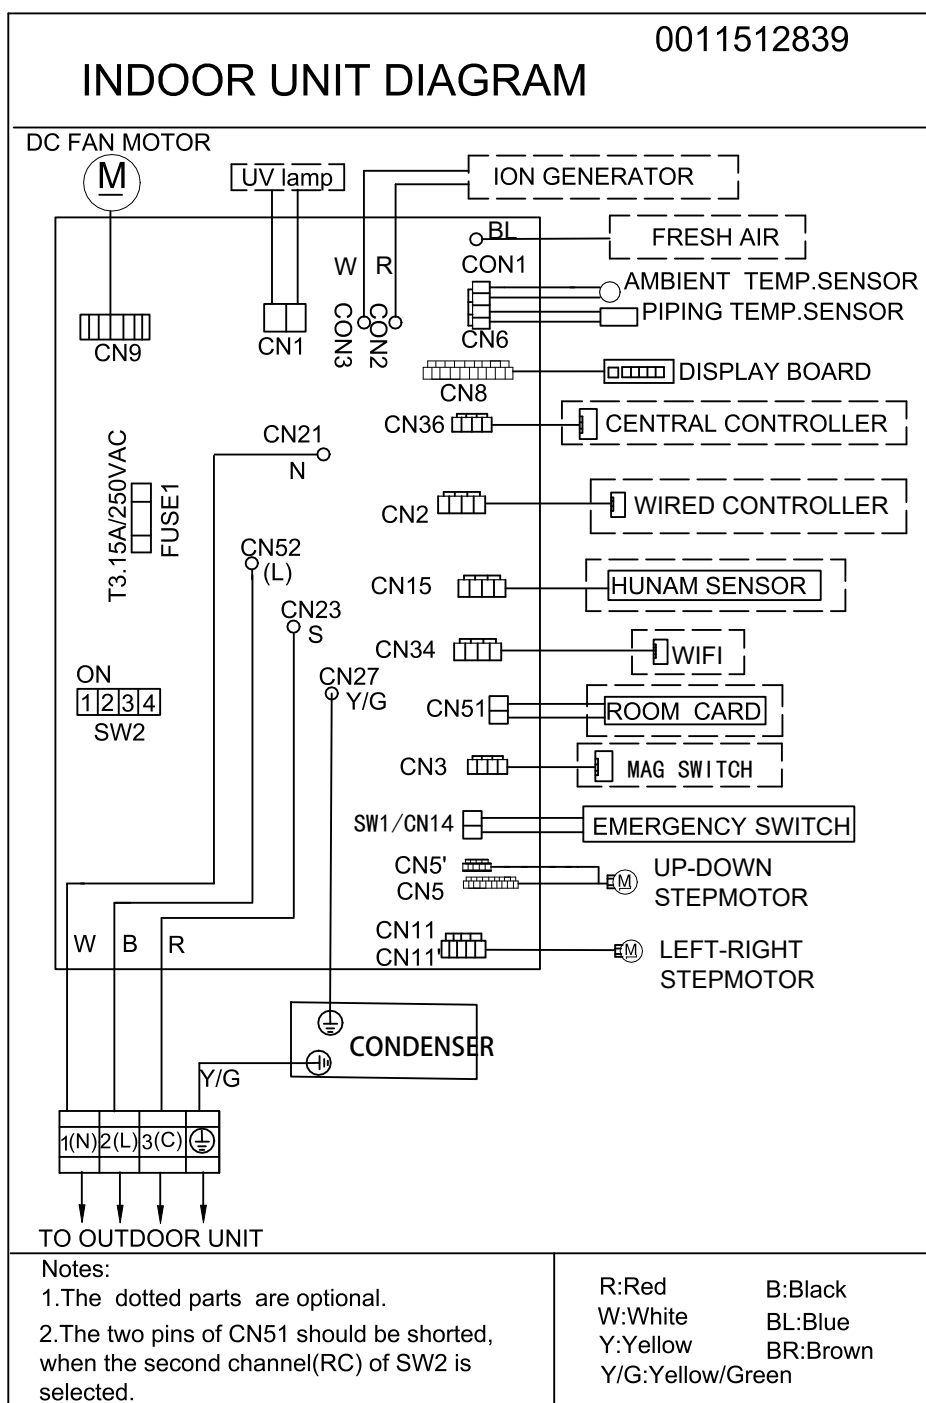 0011512839
INDOOR UNIT DIAGRAM
DC FAN MOTOR
M
UV lamp
ION GENERATOR
BL
FRESH AIR
W R
CON1
AMBIENT TEMP.SENSOR
PIPING TEMP.SENSOR
CN9
CN1
CON3
CON2
CN6
DISPLAY BOARD
CN8
CN36
CENTRAL CONTROLLER
CN21
N
T3.15A/250VAC
FUSE1
CN2
WIRED CONTROLLER
CN52
(L)
CN15
HUNAM SENSOR
CN23
S
CN34
WIFI
ON
1 2 3 4
SW2
CN27
Y/G
CN51
ROOM CARD
CN3
MAG SWITCH
SW1/CN14
EMERGENCY SWITCH
CN5'
CN5
M
UP-DOWN
STEPMOTOR
W B R
CN11
CN11'
M
LEFT-RIGHT
STEPMOTOR
CONDENSER
Y/G
1(N) 2(L) 3(C)
TO OUTDOOR UNIT
Notes:
1.The dotted parts are optional.
2.The two pins of CN51 should be shorted,
when the second channel(RC) of SW2 is
selected.
R:Red B:Black
W:White BL:Blue
Y:Yellow BR:Brown
Y/G:Yellow/Green